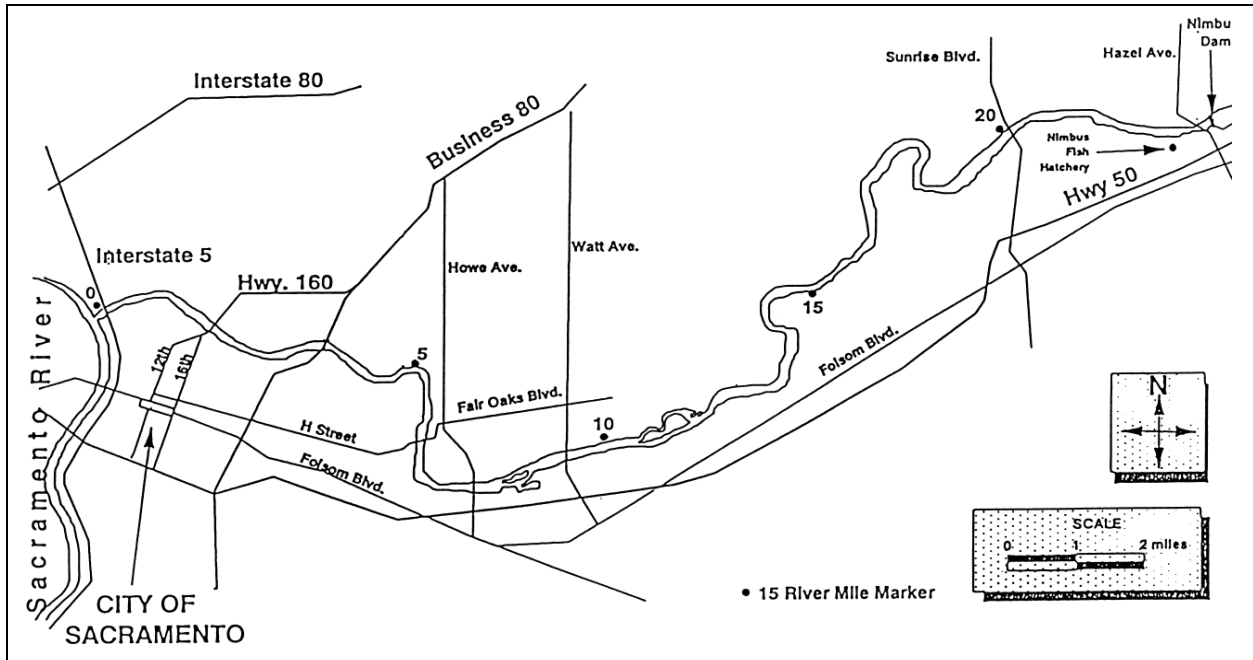 Nimbu
Dam
Hazel Ave.
Sunrise Blvd.
Interstate 80
Business 80
20
Nimbus
Fish
Hatchery
Hwy 50
Interstate 5
Hwy. 160
Howe Ave.
Watt Ave.
0
15
5
12th
16th
Folsom Blvd.
Fair Oaks Blvd.
10
H Street
Folsom Blvd.
Sacramento River
N
SCALE
0 1 2 miles
• 15 River Mile Marker
CITY OF
SACRAMENTO